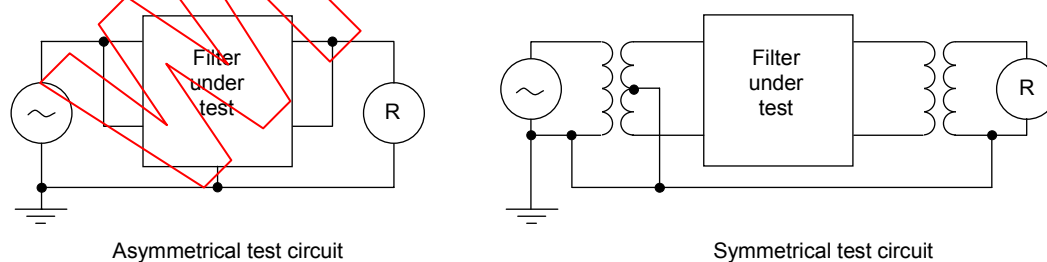 Filter
under
test
R
Asymmetrical test circuit
Filter
under
test
R
Symmetrical test circuit